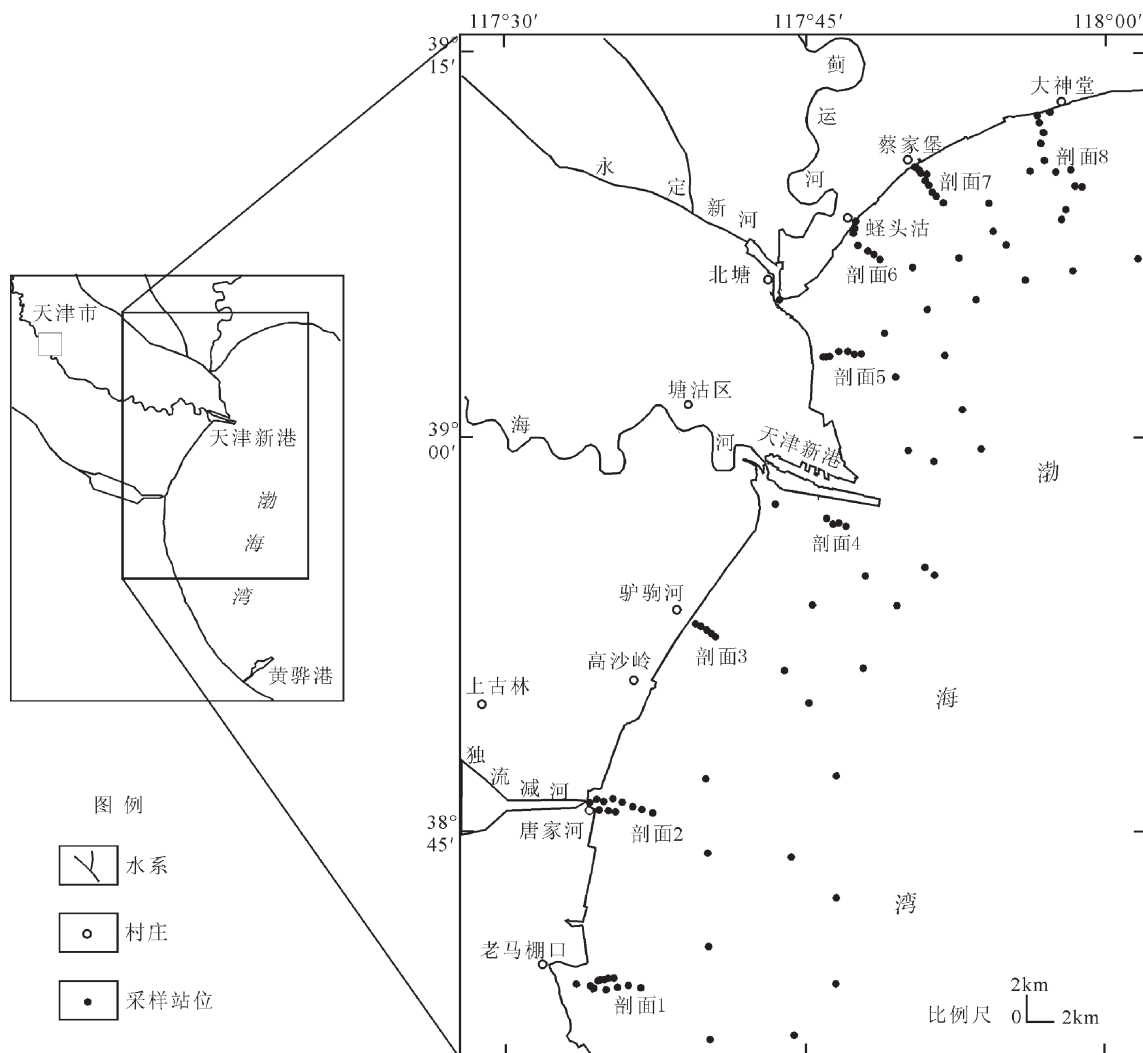 117°30′
117°45′
118°00′
39°
15′
蓟运河
大神堂
蔡家堡
剖面8
永定新河
剖面7
蛏头沽
北塘
剖面6
天津市
剖面5
塘沽区
海河
天津新港
39°
00′
天津新港
渤海湾
剖面4
渤海湾
驴驹河
剖面3
高沙岭
黄骅港
上古林
独流减河
图 例
唐家河
剖面2
38°
45′
水系
村庄
老马棚口
采样站位
剖面1
2km
比例尺
0
2km